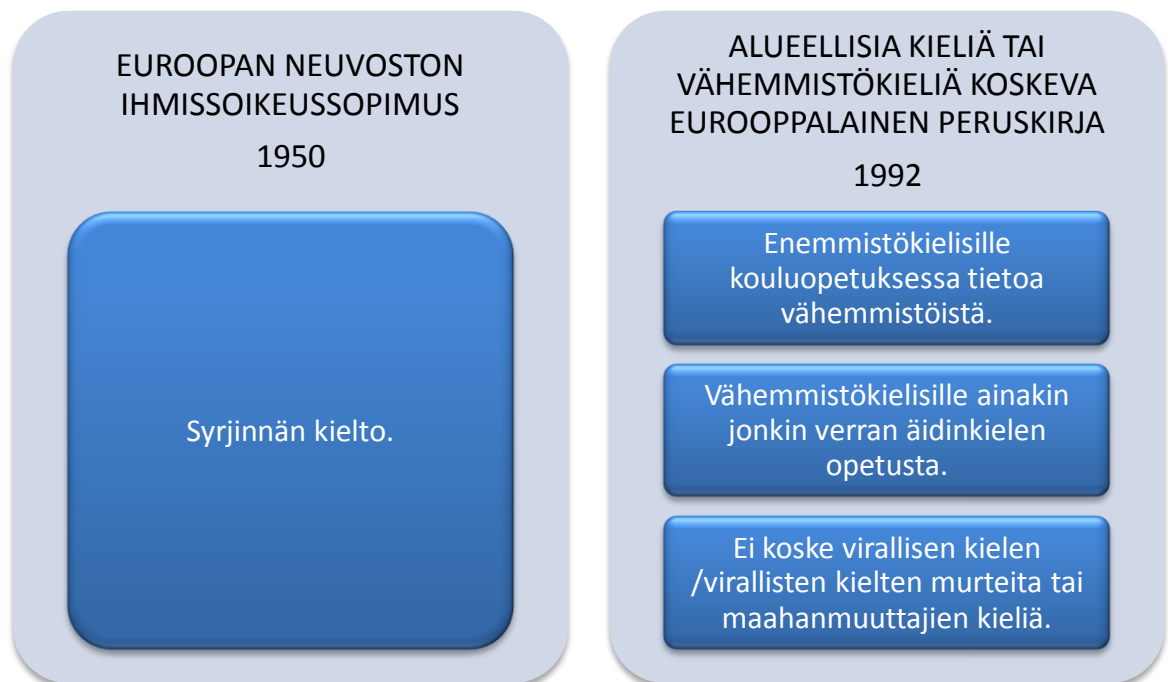 EUROOPAN NEUVOSTON
IHMISSOIKEUSSOPIMUS
1950
Syrjinnän kielto.
ALUEELLISIA KIELIÄ TAI
VÄHEMMISTÖKIELIÄ KOSKEVA
EUROOPPALAINEN PERUSKIRJA
1992
Enemmistökielisille
kouluopetuksessa tietoa
vähemmistöistä.
Vähemmistökielisille ainakin
jonkin verran äidinkielen
opetusta.
Ei koske virallisen kielen
/virallisten kielten murteita tai
maahanmuuttajien kieliä.